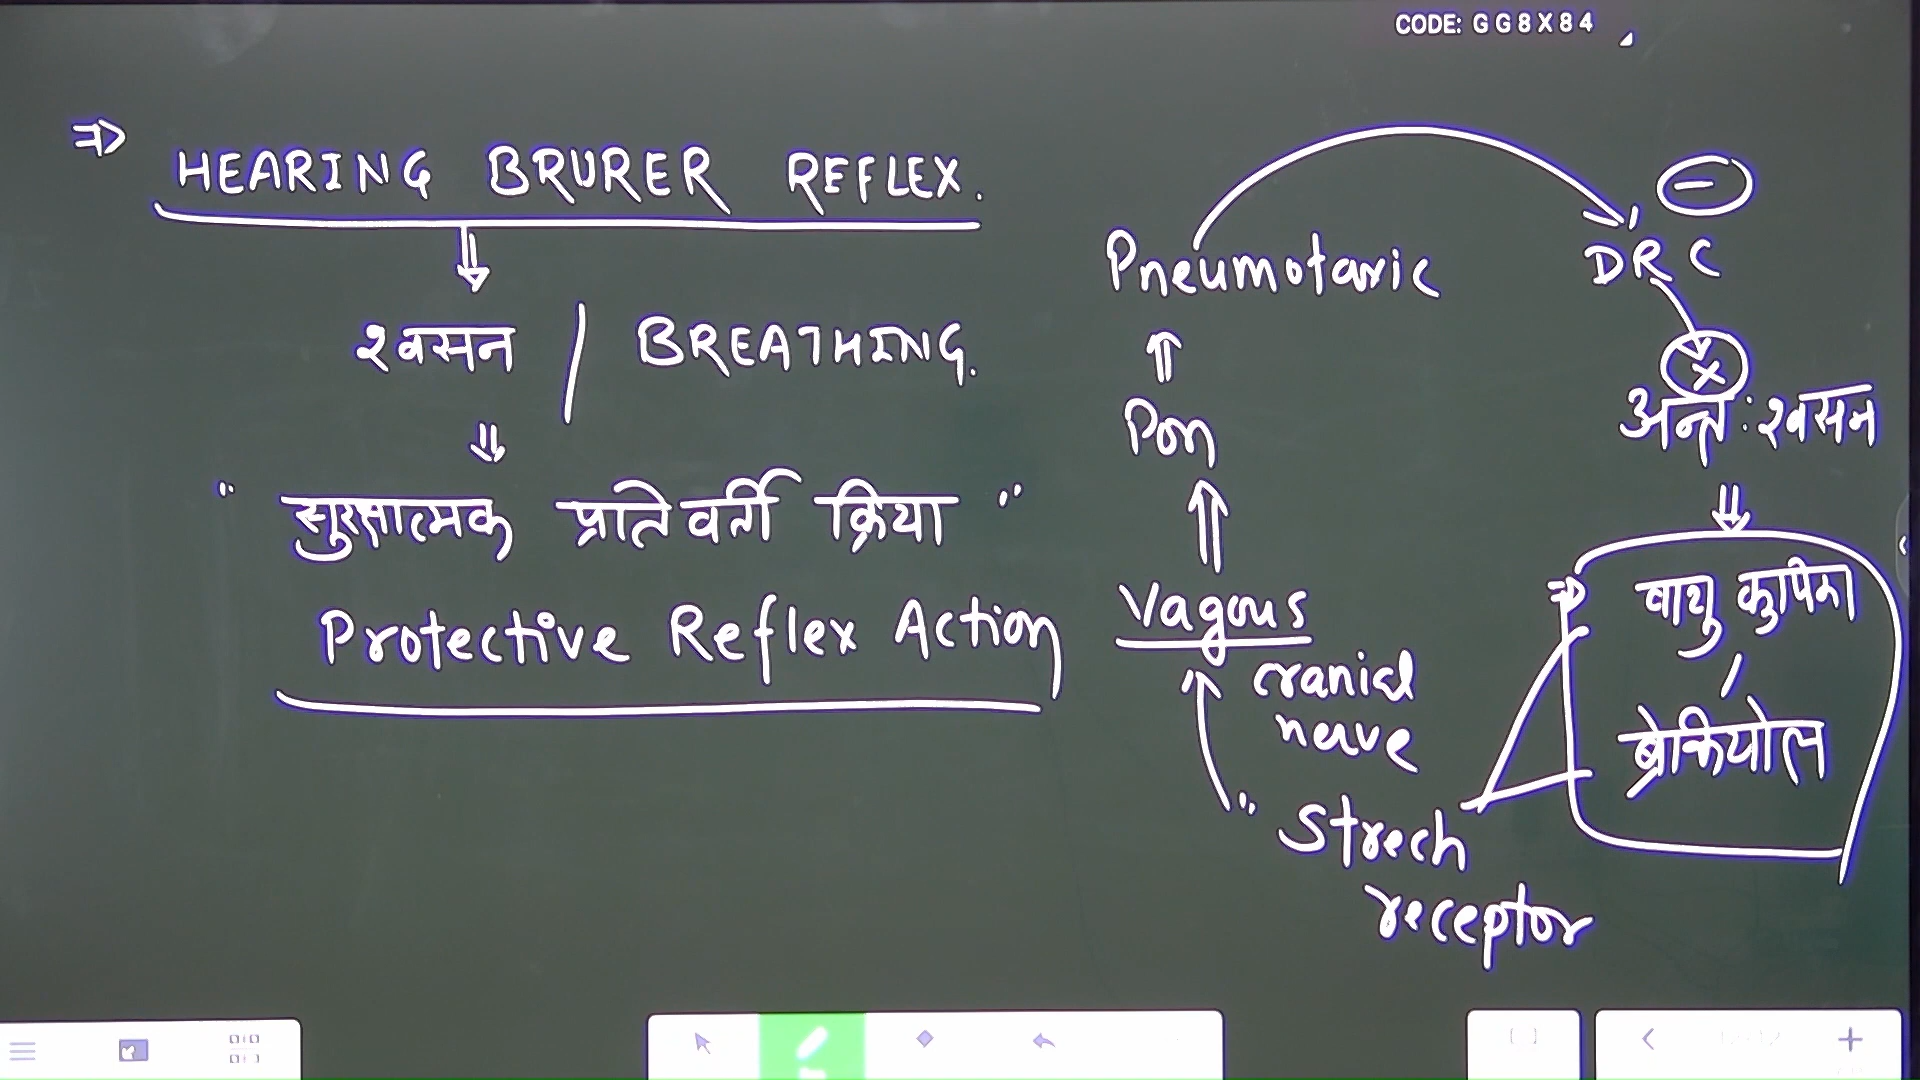 CODE: GG8X84
⇒ HEARING BRURER REFLEX.
श्वसन / BREATHING.
" सुरक्षात्मक प्रतिवर्ती क्रिया "
Protective Reflex Action
Pneumotaxic
DRC
Pon
अन्तः श्वसन
Vagous
cranial
nerve
वायु कुपिका
/
ब्रोंकियोल
" Strech
receptor